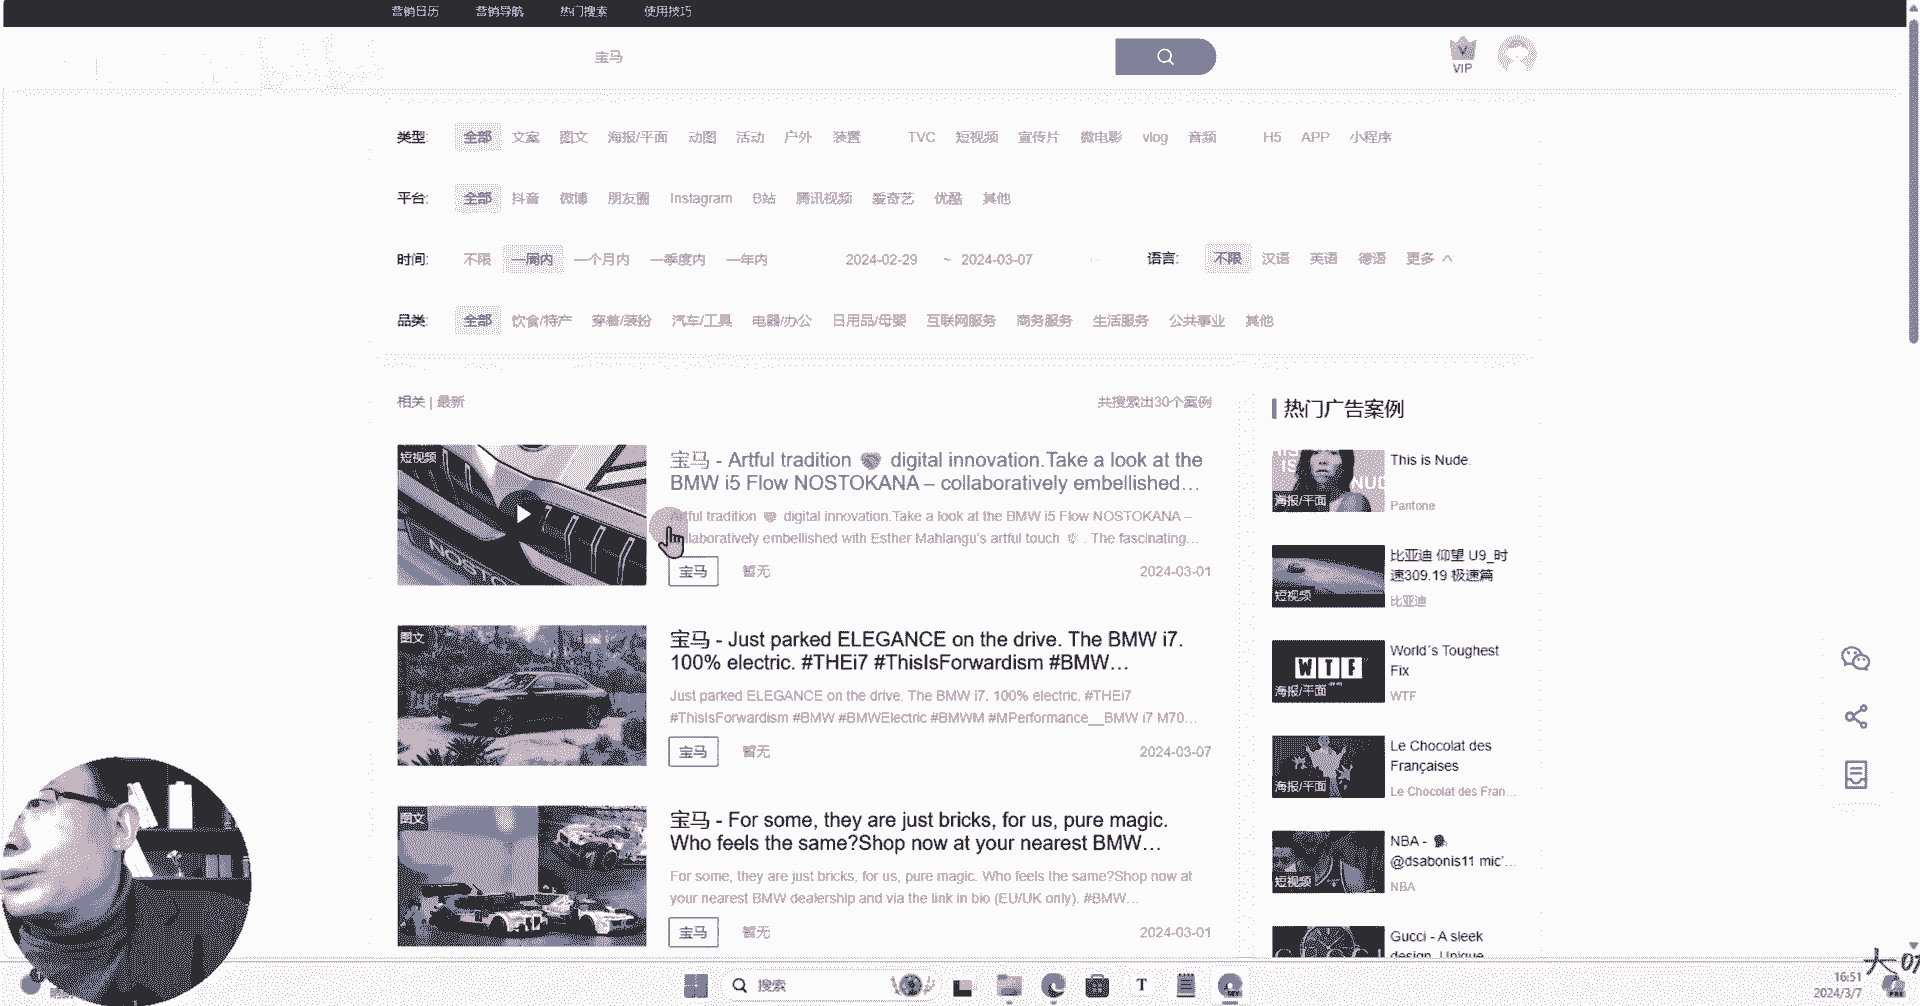 营销日历 营销导航 热门搜索 使用技巧
宝马
VIP
类型: 全部 文案 图文 海报/平面 动图 活动 户外 装置 TVC 短视频 宣传片 微电影 vlog 音频 H5 APP 小程序
平台: 全部 抖音 微博 朋友圈 Instagram B站 腾讯视频 爱奇艺 优酷 其他
时间: 不限 一周内 一个月内 一季度内 一年内 2024-02-29 ~ 2024-03-07 语言: 不限 汉语 英语 德语 更多
品类: 全部 饮食/特产 穿着/装扮 汽车/工具 电器/办公 日用品/母婴 互联网服务 商务服务 生活服务 公共事业 其他
相关 | 最新 共搜索出30个案例
短视频
NOSTO
宝马 - Artful tradition 🤝 digital innovation.Take a look at the
BMW i5 Flow NOSTOKANA – collaboratively embellished...
Artful tradition 🤝 digital innovation.Take a look at the BMW i5 Flow NOSTOKANA –
collaboratively embellished with Esther Mahlangu's artful touch . The fascinating...
宝马 暂无 2024-03-01
图文
宝马 - Just parked ELEGANCE on the drive. The BMW i7.
100% electric. #THEi7 #ThisIsForwardism #BMW...
Just parked ELEGANCE on the drive. The BMW i7. 100% electric. #THEi7
#ThisIsForwardism #BMW #BMWElectric #BMWM #MPerformance__BMW i7 M70...
宝马 暂无 2024-03-07
图文
宝马 - For some, they are just bricks, for us, pure magic.
Who feels the same?Shop now at your nearest BMW...
For some, they are just bricks, for us, pure magic. Who feels the same?Shop now at
your nearest BMW dealership and via the link in bio (EU/UK only). #BMW...
宝马 暂无 2024-03-01
热门广告案例
海报/平面
This is Nude.
Pantone
短视频
比亚迪 仰望 U9_时
速309.19 极速篇
比亚迪
WTF
海报/平面
World´s Toughest
Fix
WTF
海报/平面
Le Chocolat des
Françaises
Le Chocolat des Fran...
短视频
NBA - 🗣
@dsabonis11 mic'...
NBA
Gucci - A sleek
design. Unique
搜索
T
16:51
2024/3/7